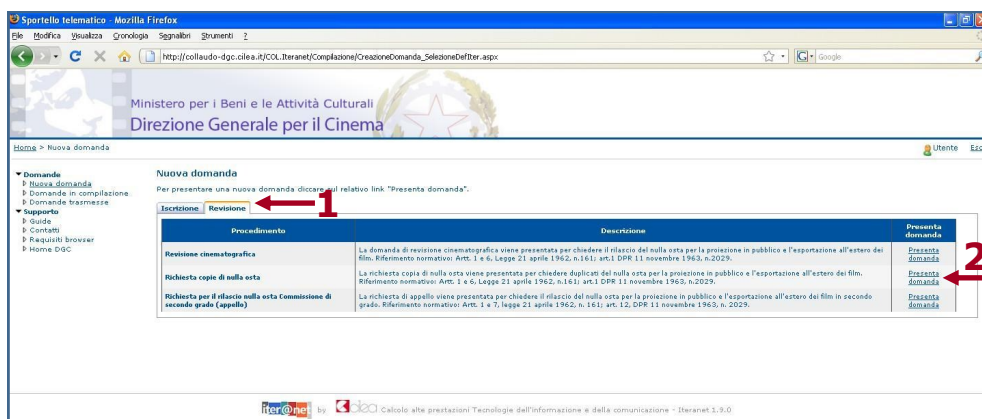 Sportello telematico - Mozilla Firefox
File Modifica Visualizza Cronologia Segnalibri Strumenti ?
http://collaudo-dgc.cilea.it/COL.Iteranet/Compilazione/CreazioneDomanda_SelezioneDefIter.aspx
Google
Ministero per i Beni e le Attività Culturali
Direzione Generale per il Cinema
Home > Nuova domanda
Utente Esc
Domande
Nuova domanda
Domande in compilazione
Domande trasmesse
Supporto
Guide
Contatti
Requisiti browser
Home DGC
Nuova domanda
Per presentare una nuova domanda cliccare sul relativo link "Presenta domanda".
Iscrizione Revisione
1
Procedimento Descrizione Presenta domanda
Revisione cinematografica
La domanda di revisione cinematografica viene presentata per chiedere il rilascio del nulla osta per la proiezione in pubblico e l'esportazione all'estero dei
film. Riferimento normativo: Artt. 1 e 6, Legge 21 aprile 1962, n.161; art.1 DPR 11 novembre 1963, n.2029.
Presenta
domanda
Richiesta copie di nulla osta
La richiesta copia di nulla osta viene presentata per chiedere duplicati del nulla osta per la proiezione in pubblico e l'esportazione all'estero dei film.
Riferimento normativo: Artt. 1 e 6, Legge 21 aprile 1962, n.161; art.1 DPR 11 novembre 1963, n.2029.
Presenta
domanda
2
Richiesta per il rilascio nulla osta Commissione di
secondo grado (appello)
La richiesta di appello viene presentata per chiedere il rilascio del nulla osta per la proiezione in pubblico e l'esportazione all'estero dei film in secondo
grado. Riferimento normativo: Artt. 1 e 7, legge 21 aprile 1962, n. 161; art. 12, DPR 11 novembre 1963, n. 2029.
Presenta
domanda
iter@net by cilea Calcolo alte prestazioni Tecnologie dell'informazione e della comunicazione - Iteranet 1.9.0